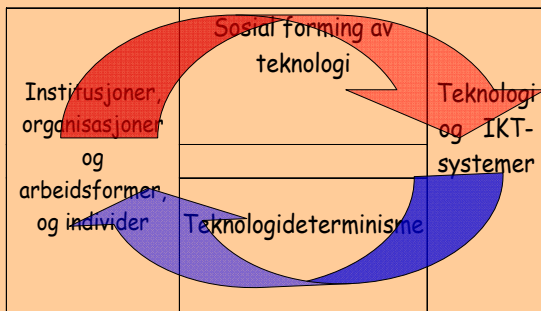 Sosial forming av
teknologi
Institusjoner,
organisasjoner
og
arbeidsformer,
og individer
Teknologi
og IKT-
systemer
Teknologideterminisme